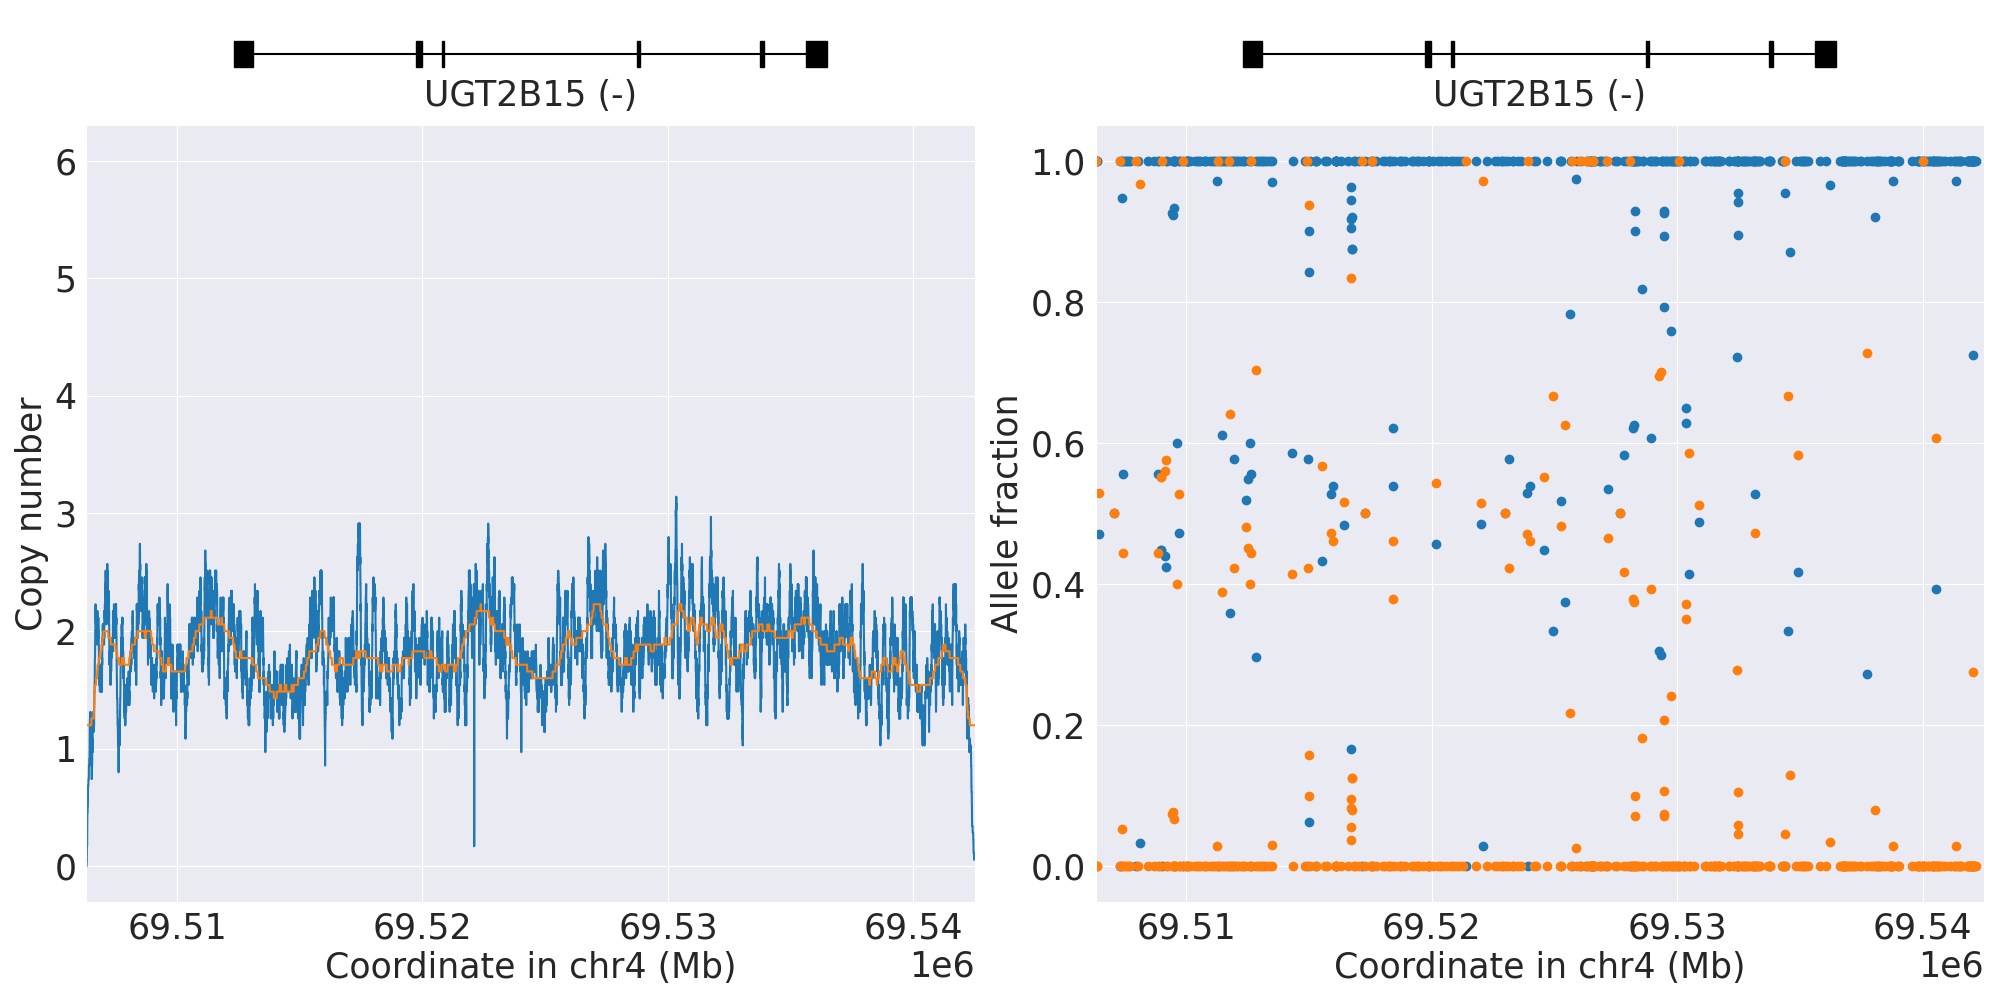 UGT2B15 (-)
6
5
4
3
2
1
0
Copy number
69.51 69.52 69.53 69.54
Coordinate in chr4 (Mb)
1e6
UGT2B15 (-)
1.0
0.8
0.6
0.4
0.2
0.0
Allele fraction
69.51 69.52 69.53 69.54
Coordinate in chr4 (Mb)
1e6